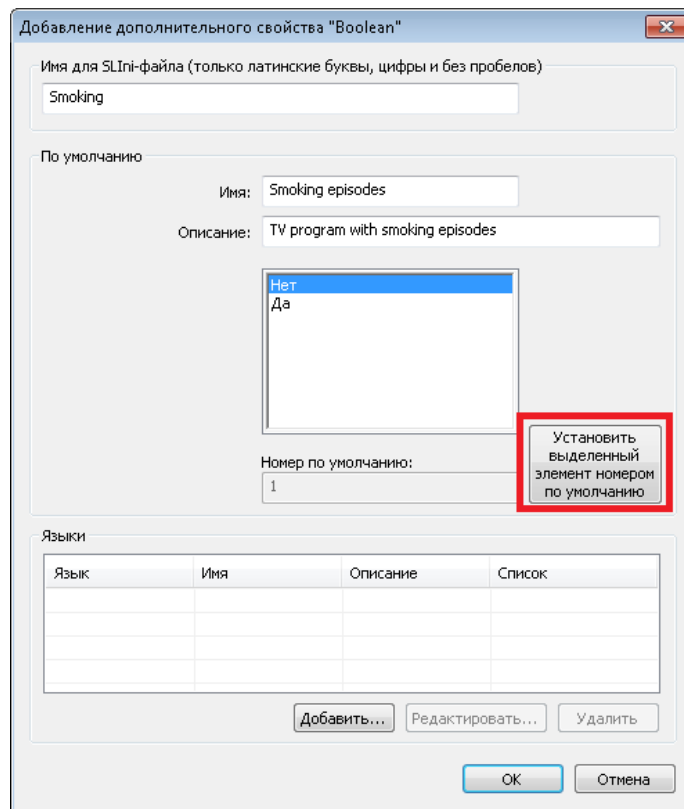 Добавление дополнительного свойства "Boolean"
Имя для SLIni-файла (только латинские буквы, цифры и без пробелов)
Smoking
По умолчанию
Имя:
Smoking episodes
Описание:
TV program with smoking episodes
Нет
Да
Установить
выделенный
элемент номером
по умолчанию
Номер по умолчанию:
1
Языки
Язык Имя Описание Список
Добавить... Редактировать... Удалить
OK Отмена